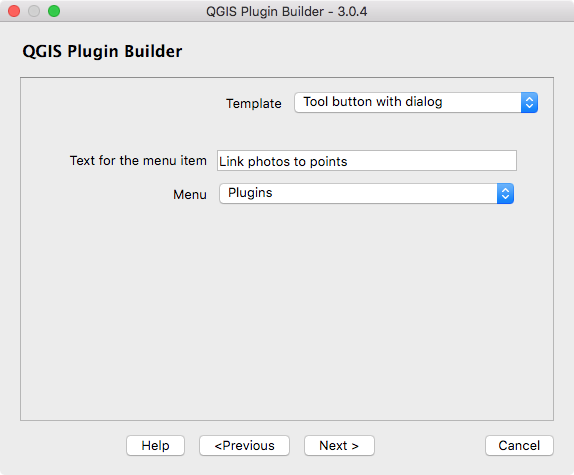 QGIS Plugin Builder - 3.0.4
QGIS Plugin Builder
Template Tool button with dialog
Text for the menu item Link photos to points
Menu Plugins
Help <Previous Next > Cancel